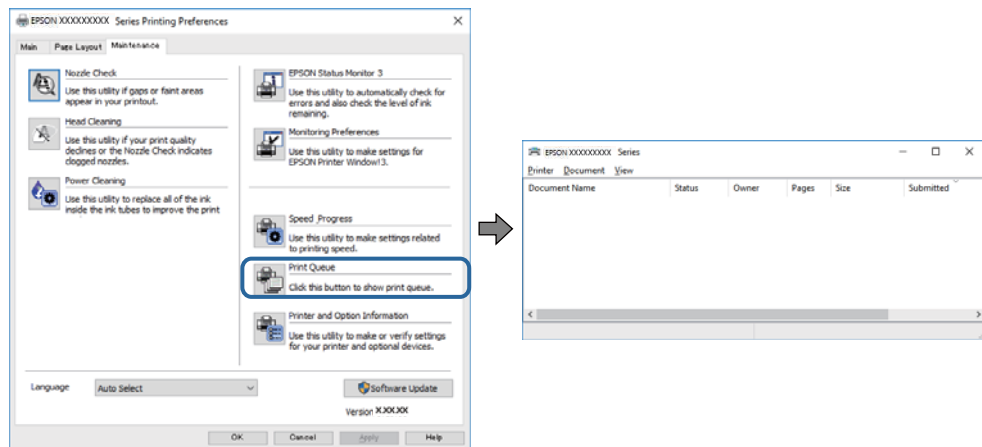 EPSON XXXXXXXXX Series Printing Preferences
Main Page Layout Maintenance
Nozzle Check
Use this utility if gaps or faint areas
appear in your printout.
Head Cleaning
Use this utility if your print quality
declines or the Nozzle Check indicates
clogged nozzles.
Power Cleaning
Use this utility to replace all of the ink
inside the ink tubes to improve the print
EPSON Status Monitor 3
Use this utility to automatically check for
errors and also check the level of ink
remaining.
Monitoring Preferences
Use this utility to make settings for
EPSON Printer Window!3.
Speed_Progress
Use this utility to make settings related
to printing speed.
Print Queue
Click this button to show print queue.
Printer and Option Information
Use this utility to make or verify settings
for your printer and optional devices.
Language Auto Select
Software Update
Version X.XX.XX
OK Cancel Apply Help
EPSON XXXXXXXXX Series
Printer Document View
Document Name Status Owner Pages Size Submitted